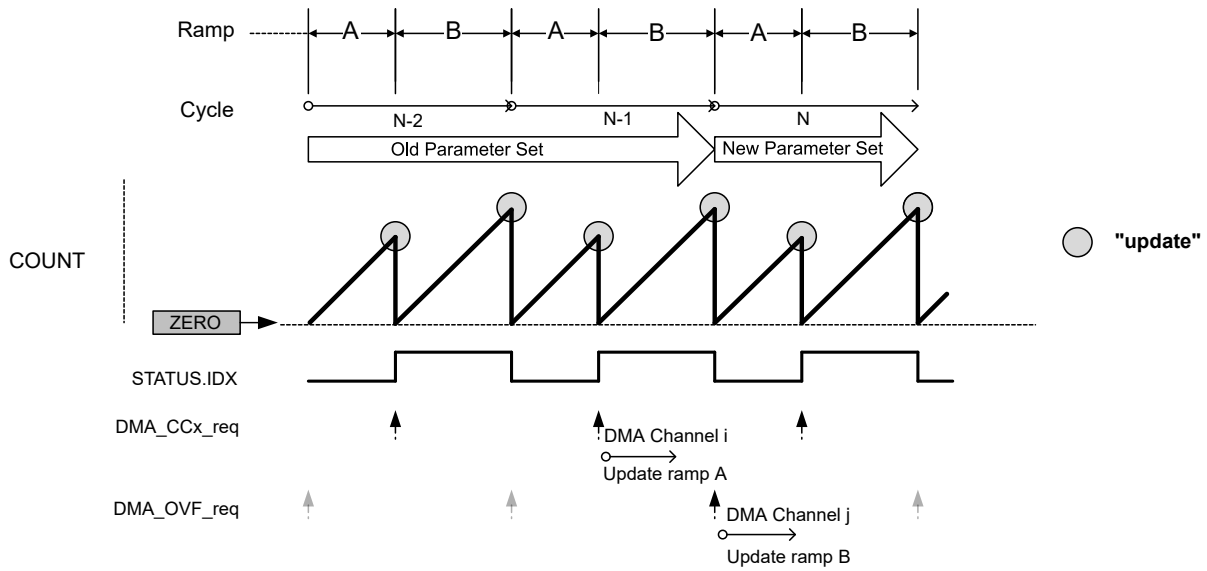 Ramp
A
B
A
B
A
B
Cycle
N-2
N-1
N
Old Parameter Set
New Parameter Set
COUNT
"update"
ZERO
STATUS.IDX
DMA_CCx_req
DMA Channel i
Update ramp A
DMA_OVF_req
DMA Channel j
Update ramp B